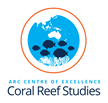 ARC CENTRE OF EXCELLENCE
Coral Reef Studies